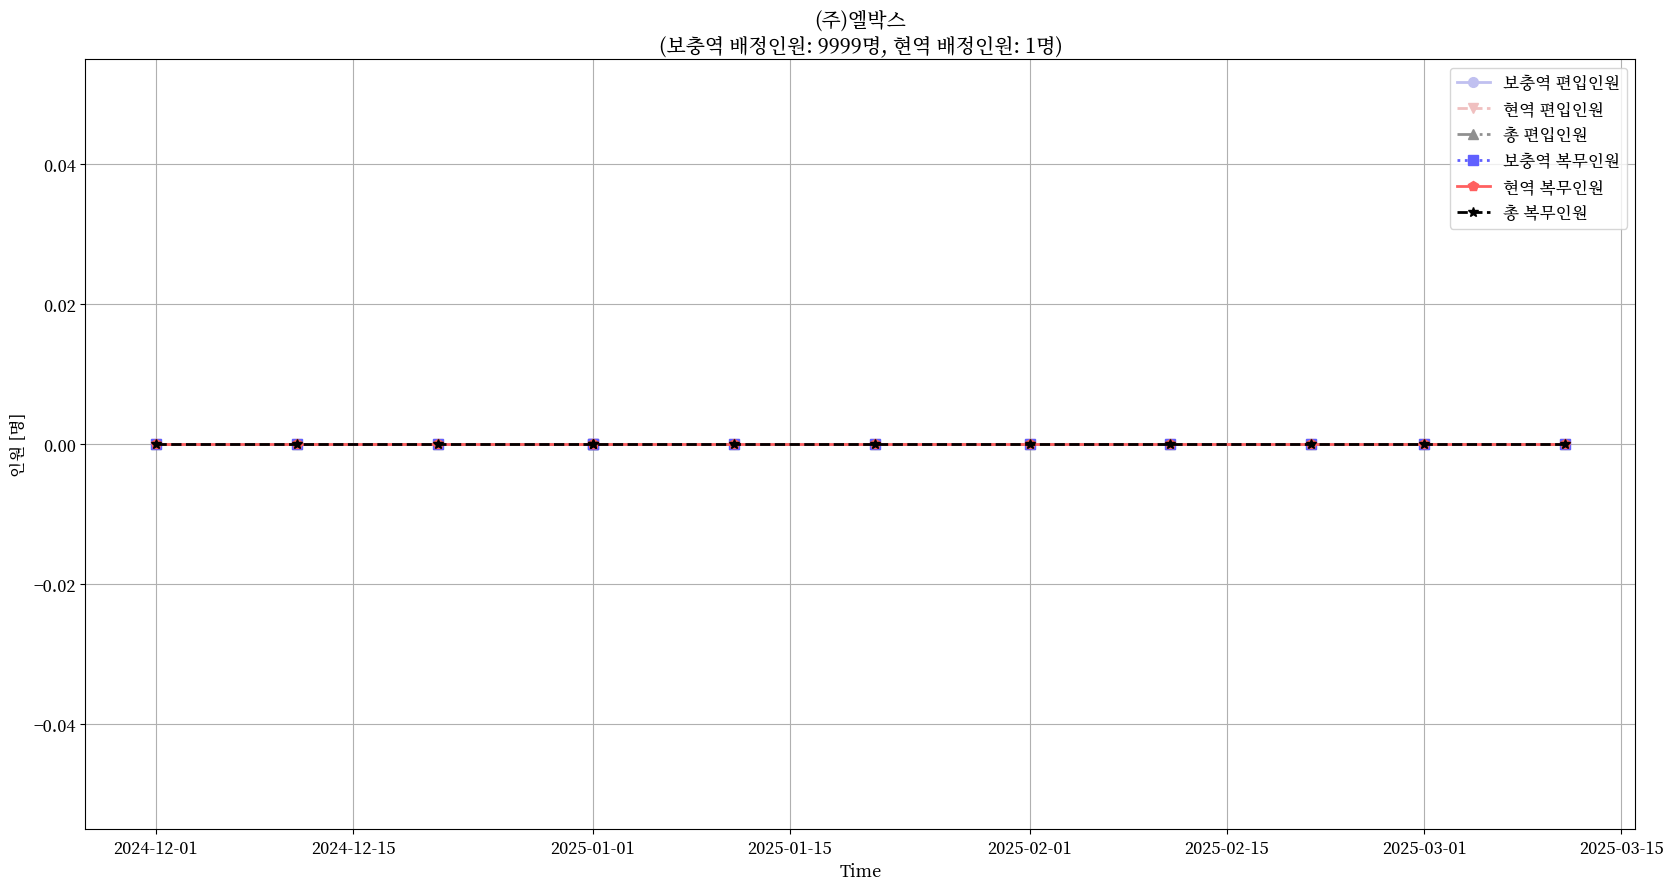 (주)엘박스
(보충역 배정인원: 9999명, 현역 배정인원: 1명)
보충역 편입인원
현역 편입인원
총 편입인원
보충역 복무인원
현역 복무인원
총 복무인원
0.04
0.02
0.00
−0.02
−0.04
인원 [명]
2024-12-01
2024-12-15
2025-01-01
2025-01-15
2025-02-01
2025-02-15
2025-03-01
2025-03-15
Time